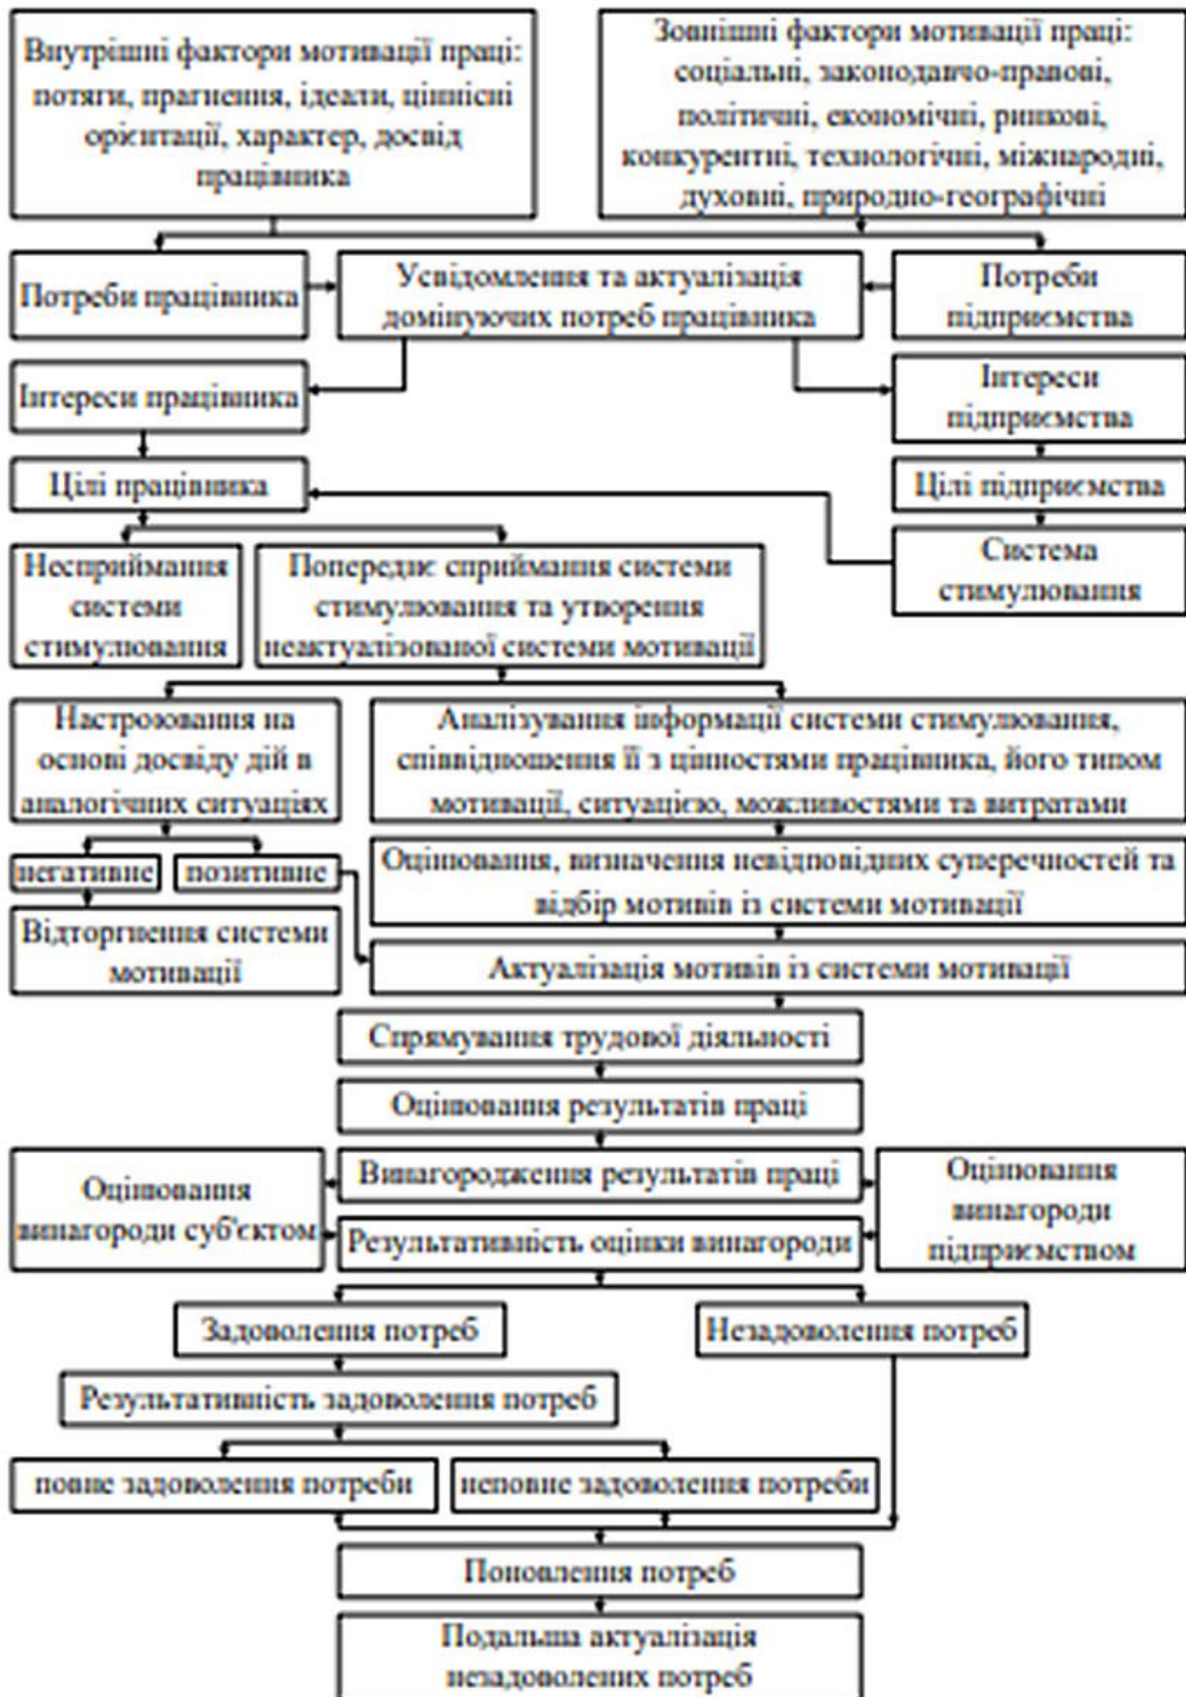 Внутрішні фактори мотивації праці:
потяги, прагнення, ідеали, ціннісні
орієнтації, характер, досвід
працівника
Зовнішні фактори мотивації праці:
соціальні, законодавчо-правові,
політичні, економічні, ринкові,
конкурентні, технологічні, міжнародні,
духовні, природно-географічні
Потреби працівника
Усвідомлення та актуалізація
домінуючих потреб працівника
Потреби
підприємства
Інтереси працівника
Інтереси
підприємства
Цілі працівника
Цілі підприємства
Несприймання
системи
стимулювання
Попереднє сприймання системи
стимулювання та утворення
неактуалізованої системи мотивації
Система
стимулювання
Настроювання на
основі досвіду дій в
аналогічних ситуаціях
Аналізування інформації системи стимулювання,
співвідношення її з цінностями працівника, його типом
мотивації, ситуацією, можливостями та витратами
негативне
позитивне
Оцінювання, визначення невідповідних суперечностей та
відбір мотивів із системи мотивації
Відторгнення системи
мотивації
Актуалізація мотивів із системи мотивації
Спрямування трудової діяльності
Оцінювання результатів праці
Оцінювання
винагороди суб'єктом
Винагородження результатів праці
Результативність оцінки винагороди
Оцінювання
винагороди
підприємством
Задоволення потреб
Незадоволення потреб
Результативність задоволення потреб
повне задоволення потреби
неповне задоволення потреби
Поновлення потреб
Подальша актуалізація
незадоволених потреб